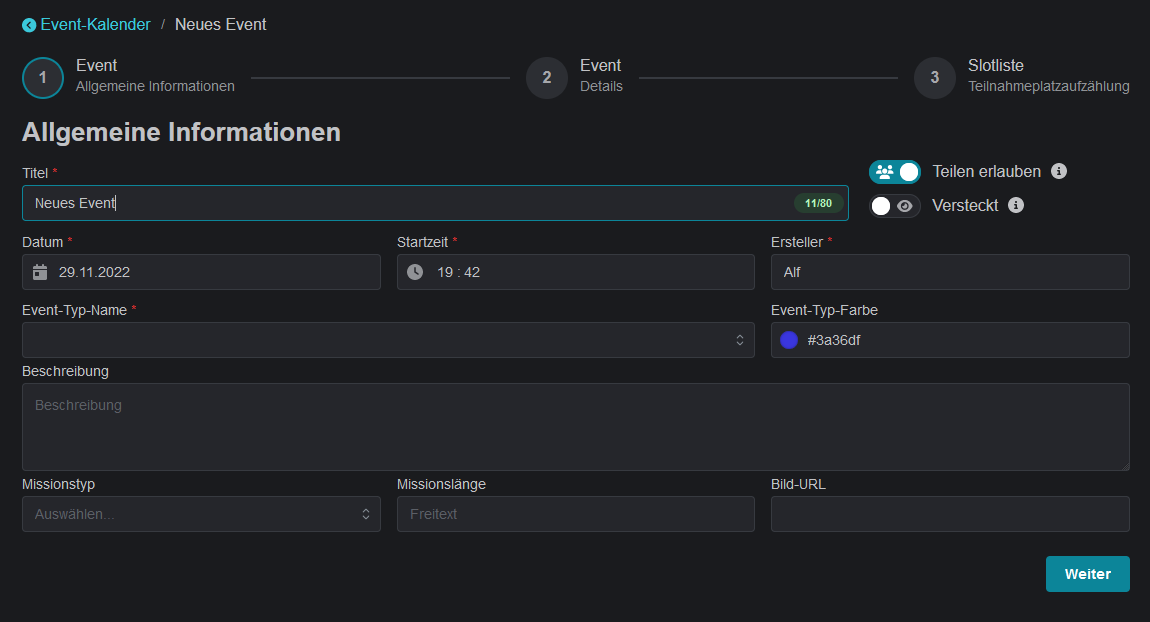 Event-Kalender / Neues Event
1 Event
Allgemeine Informationen
2 Event
Details
3 Slotliste
Teilnahmeplatzaufzählung
Allgemeine Informationen
Titel *
Neues Event 11/80
Teilen erlauben
Versteckt
Datum * Startzeit * Ersteller *
29.11.2022 19 : 42 Alf
Event-Typ-Name * Event-Typ-Farbe
#3a36df
Beschreibung
Beschreibung
Missionstyp Missionslänge Bild-URL
Auswählen... Freitext
Weiter